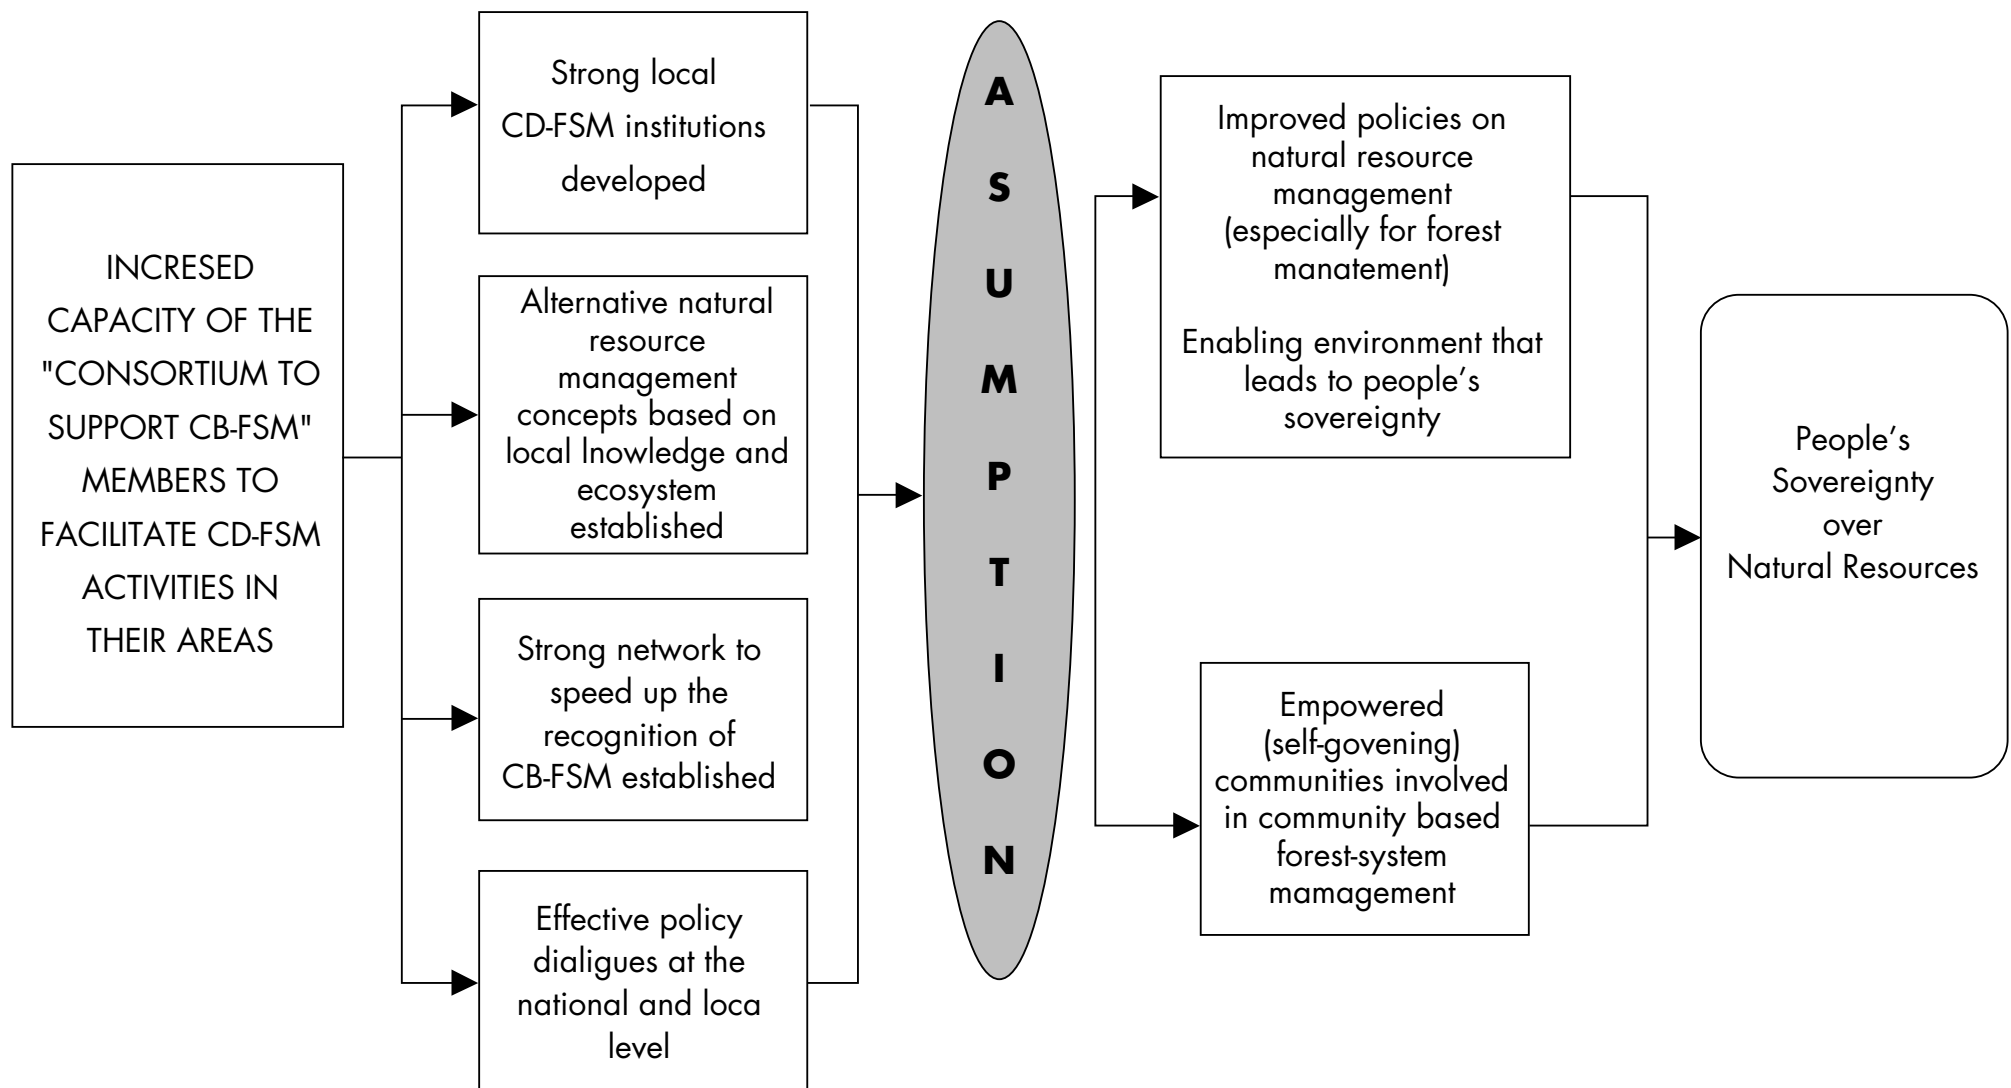 INCRESED
CAPACITY OF THE
"CONSORTIUM TO
SUPPORT CB-FSM"
MEMBERS TO
FACILITATE CD-FSM
ACTIVITIES IN
THEIR AREAS
Strong local
CD-FSM institutions
developed
Alternative natural
resource
management
concepts based on
local lnowledge and
ecosystem
established
Strong network to
speed up the
recognition of
CB-FSM established
Effective policy
dialigues at the
national and loca
level
A
S
U
M
P
T
I
O
N
Improved policies on
natural resource
management
(especially for forest
manatement)
Enabling environment that
leads to people’s
sovereignty
Empowered
(self-govening)
communities involved
in community based
forest-system
mamagement
People’s
Sovereignty
over
Natural Resources